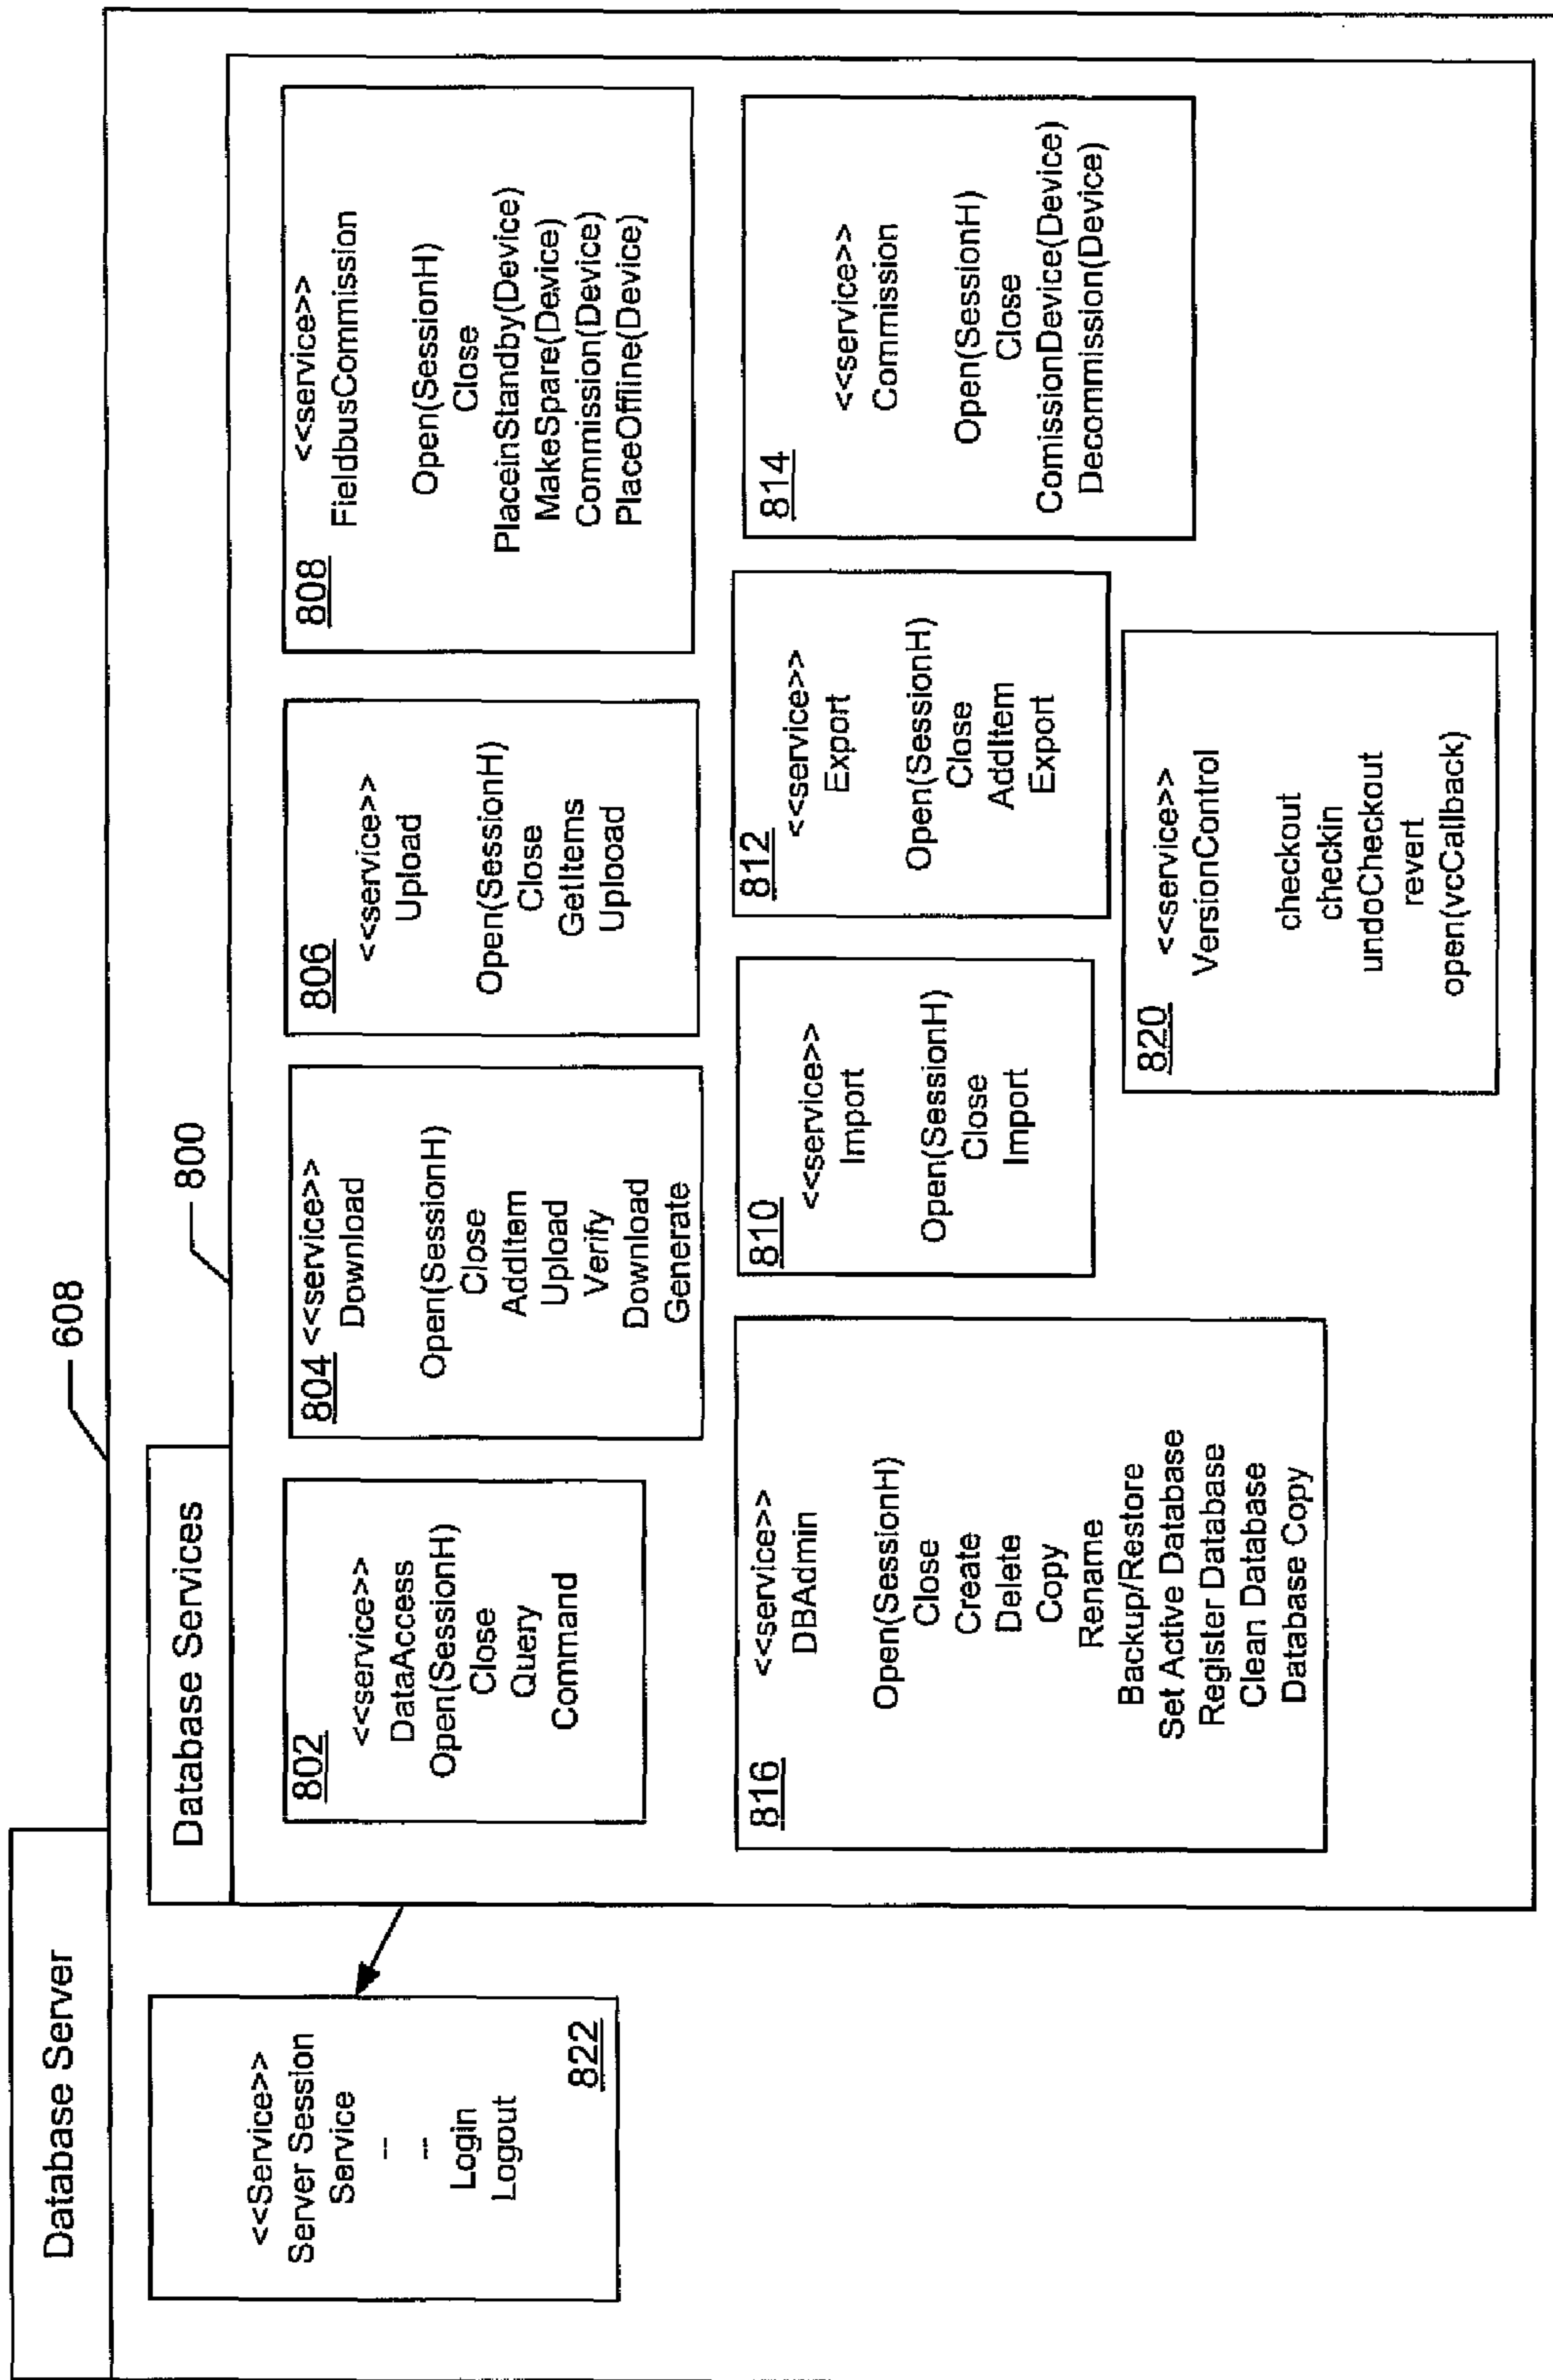 Database Server
608
<<Service>>
Server Session
Service
--
--
Login
Logout
822
Database Services
800
802
<<service>>
DataAccess
Open(SessionH)
Close
Query
Command
804 <<service>>
Download
Open(SessionH)
Close
AddItem
Upload
Verify
Download
Generate
806
<<service>>
Upload
Open(SessionH)
Close
GetItems
Uplooad
808
<<service>>
FieldbusCommission
Open(SessionH)
Close
PlaceinStandby(Device)
MakeSpare(Device)
Commission(Device)
PlaceOffline(Device)
816
<<service>>
DBAdmin
Open(SessionH)
Close
Create
Delete
Copy
Rename
Backup/Restore
Set Active Database
Register Database
Clean Database
Database Copy
810
<<service>>
Import
Open(SessionH)
Close
Import
812
<<service>>
Export
Open(SessionH)
Close
AddItem
Export
814
<<service>>
Commission
Open(SessionH)
Close
ComissionDevice(Device)
Decommission(Device)
820
<<service>>
VersionControl
checkout
checkin
undoCheckout
revert
open(vcCallback)